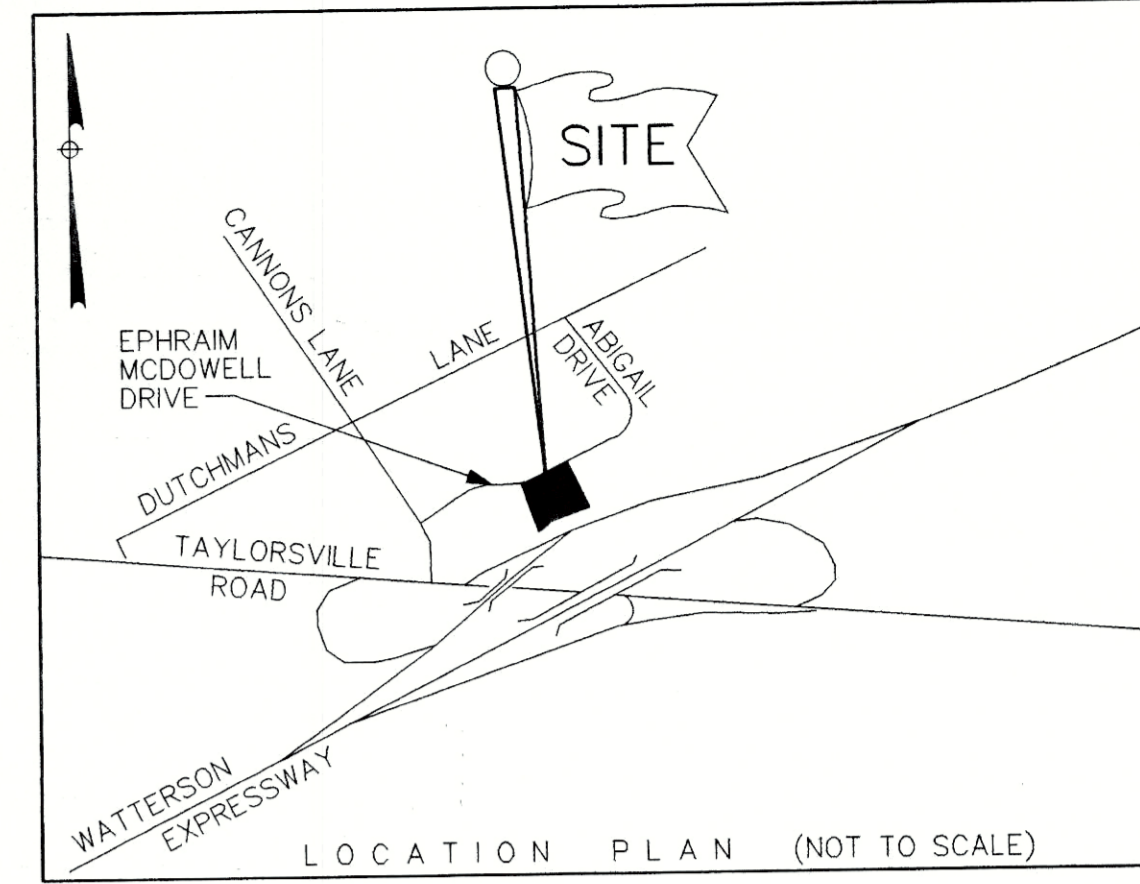 SITE
CANNONS LANE
EPHRAIM
MCDOWELL
DRIVE
LANE
ABIGAIL
DRIVE
DUTCHMANS
TAYLORSVILLE
ROAD
WATTERSON
EXPRESSWAY
LOCATION PLAN (NOT TO SCALE)